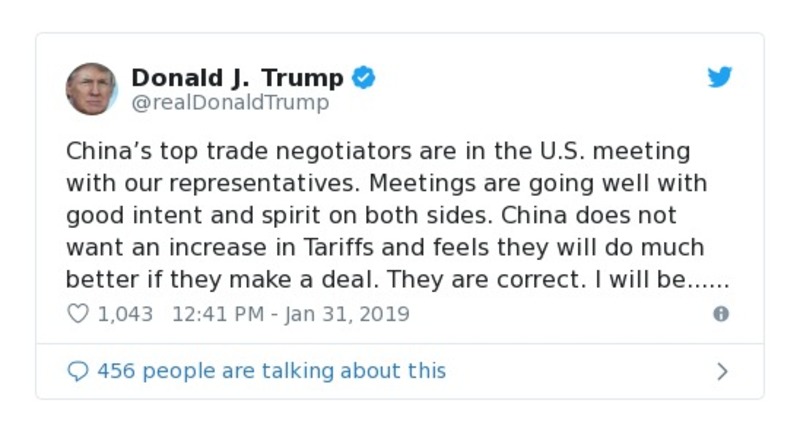 Donald J. Trump
@realDonaldTrump
China’s top trade negotiators are in the U.S. meeting
with our representatives. Meetings are going well with
good intent and spirit on both sides. China does not
want an increase in Tariffs and feels they will do much
better if they make a deal. They are correct. I will be......
1,043 12:41 PM - Jan 31, 2019
456 people are talking about this